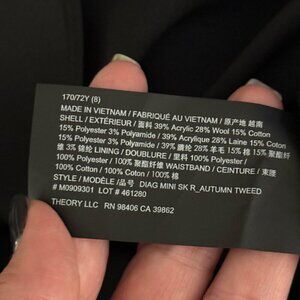 170/72Y (8)
MADE IN VIETNAM / FABRIQUÉ AU VIETNAM / 原产地 越南
SHELL / EXTÉRIEUR / 面料 39% Acrylic 28% Wool 15% Cotton
15% Polyester 3% Polyamide / 39% Acrylique 28% Laine 15% Coton
15% Polyester 3% Polyamide / 39% 腈纶 28% 羊毛 15% 棉 15% 聚酯纤
维 3% 锦纶 LINING / DOUBLURE / 里料 100% Polyester /
100% Polyester / 100% 聚酯纤维 WAISTBAND / CEINTURE / 束腰
100% Cotton / 100% Coton / 100% 棉
STYLE / MODÈLE /品号 DIAG MINI SK R_AUTUMN TWEED
# M0909301 LOT # 461280
THEORY LLC RN 98406 CA 39862